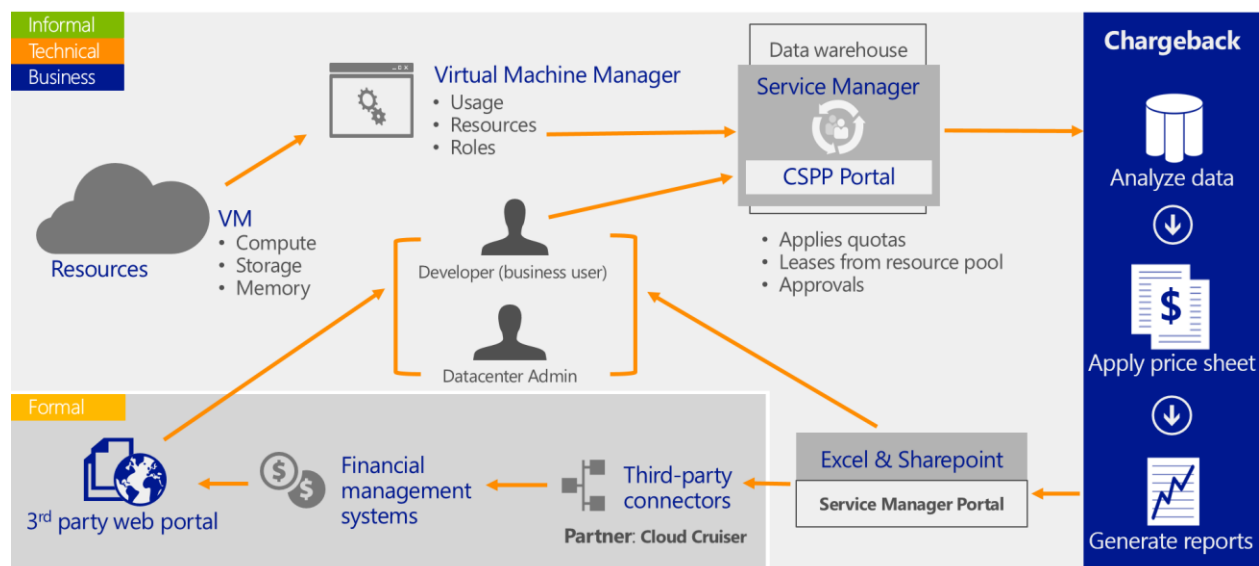 Informal
Technical
Business
Virtual Machine Manager
• Usage
• Resources
• Roles
Data warehouse
Service Manager
CSPP Portal
• Applies quotas
• Leases from resource pool
• Approvals
Resources
VM
• Compute
• Storage
• Memory
Developer (business user)
Datacenter Admin
Chargeback
Analyze data
$
Apply price sheet
Generate reports
Excel & Sharepoint
Service Manager Portal
Formal
Third-party
connectors
Partner: Cloud Cruiser
$
$
Financial
management
systems
3rd party web portal